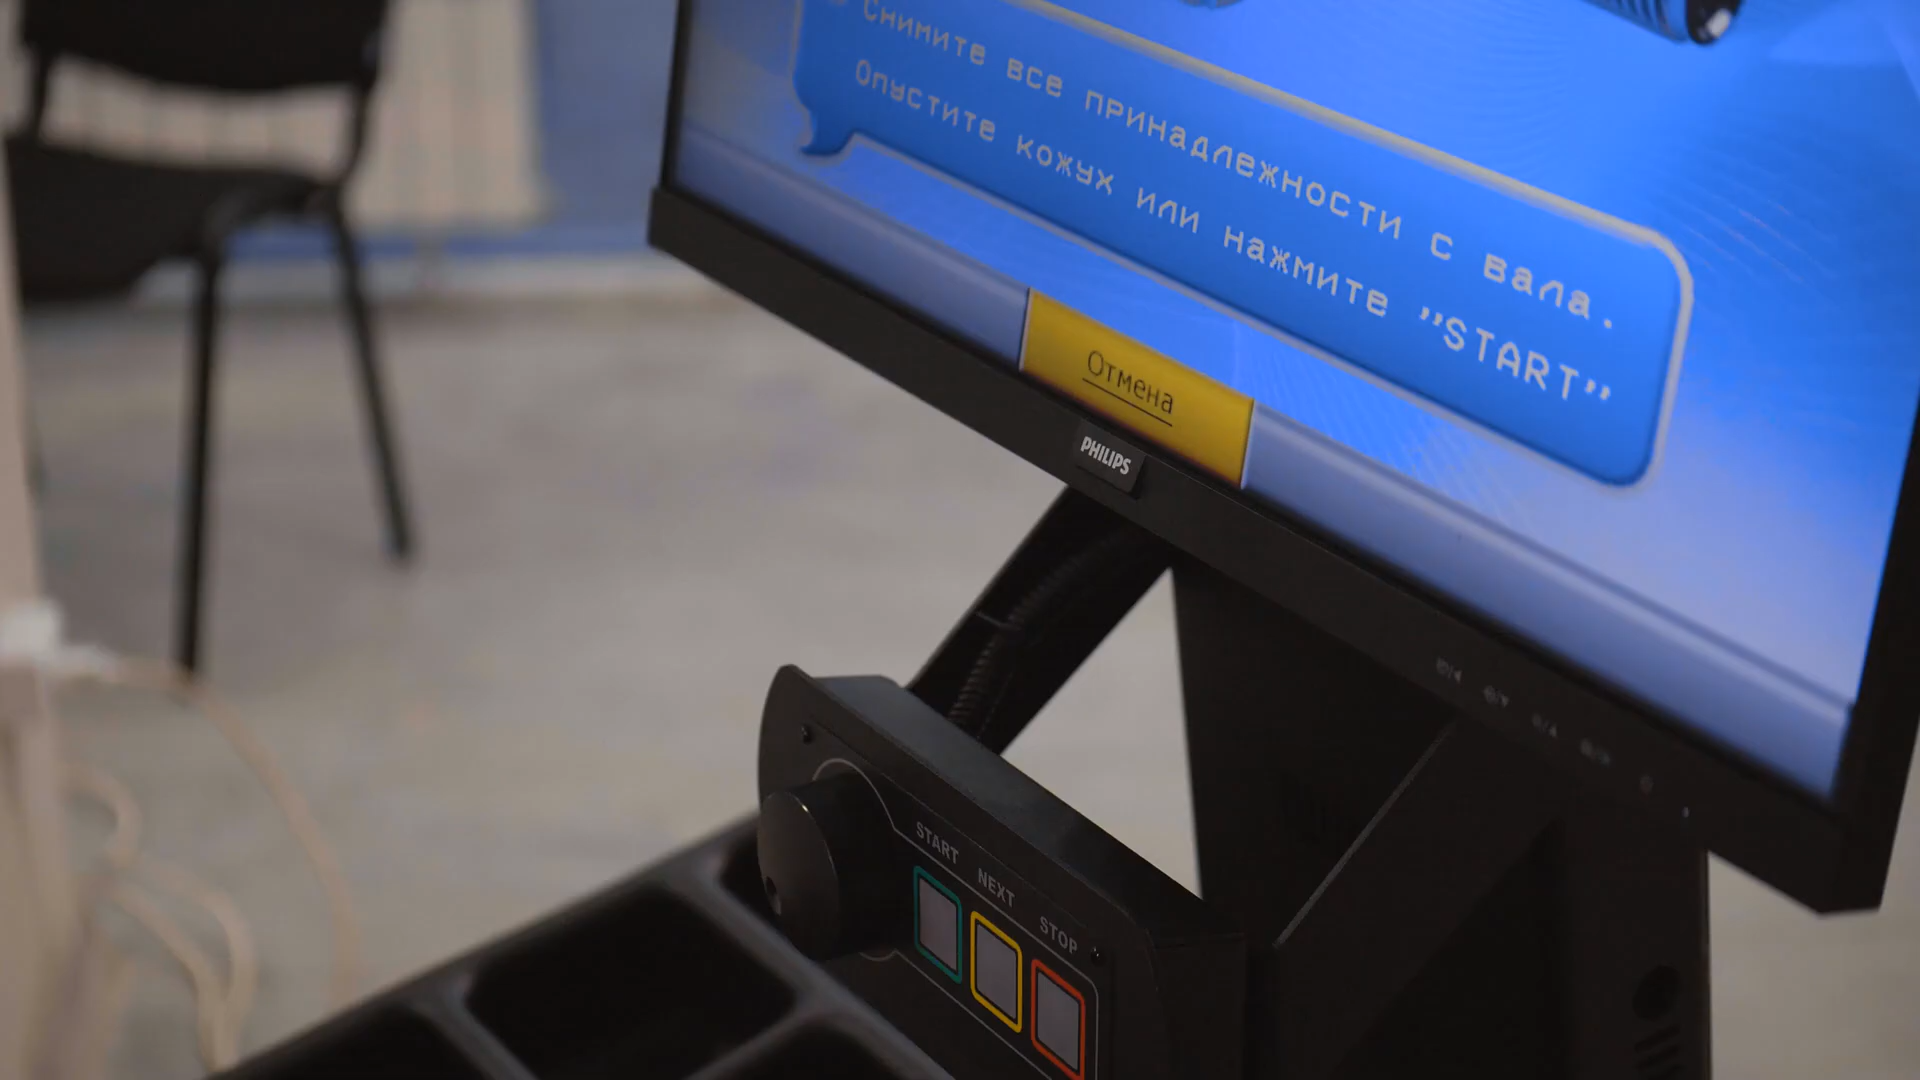 Снимите все принадлежности с вала.
Опустите кожух или нажмите "START"
Отмена
PHILIPS
START
NEXT
STOP